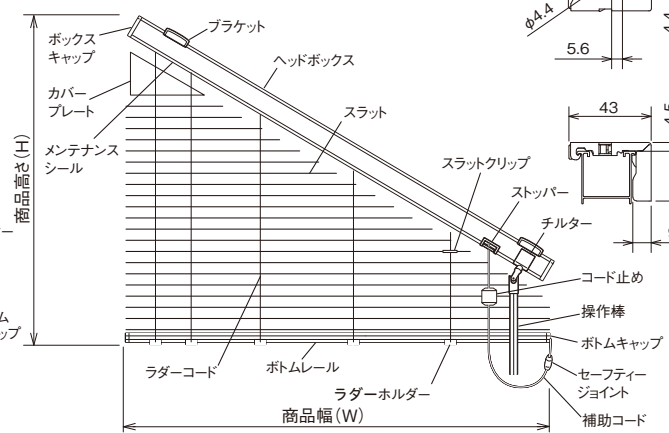 ボックス
キャップ
ブラケット
ヘッドボックス
カバー
プレート
スラット
メンテナンス
シール
商品高さ(H)
スラットクリップ
ストッパー
チルター
コード止め
操作棒
ボトムキャップ
セーフティー
ジョイント
補助コード
ラダーコード
ボトムレール
ラダーホルダー
商品幅(W)
φ4.4
5.6
43
ム
ップ